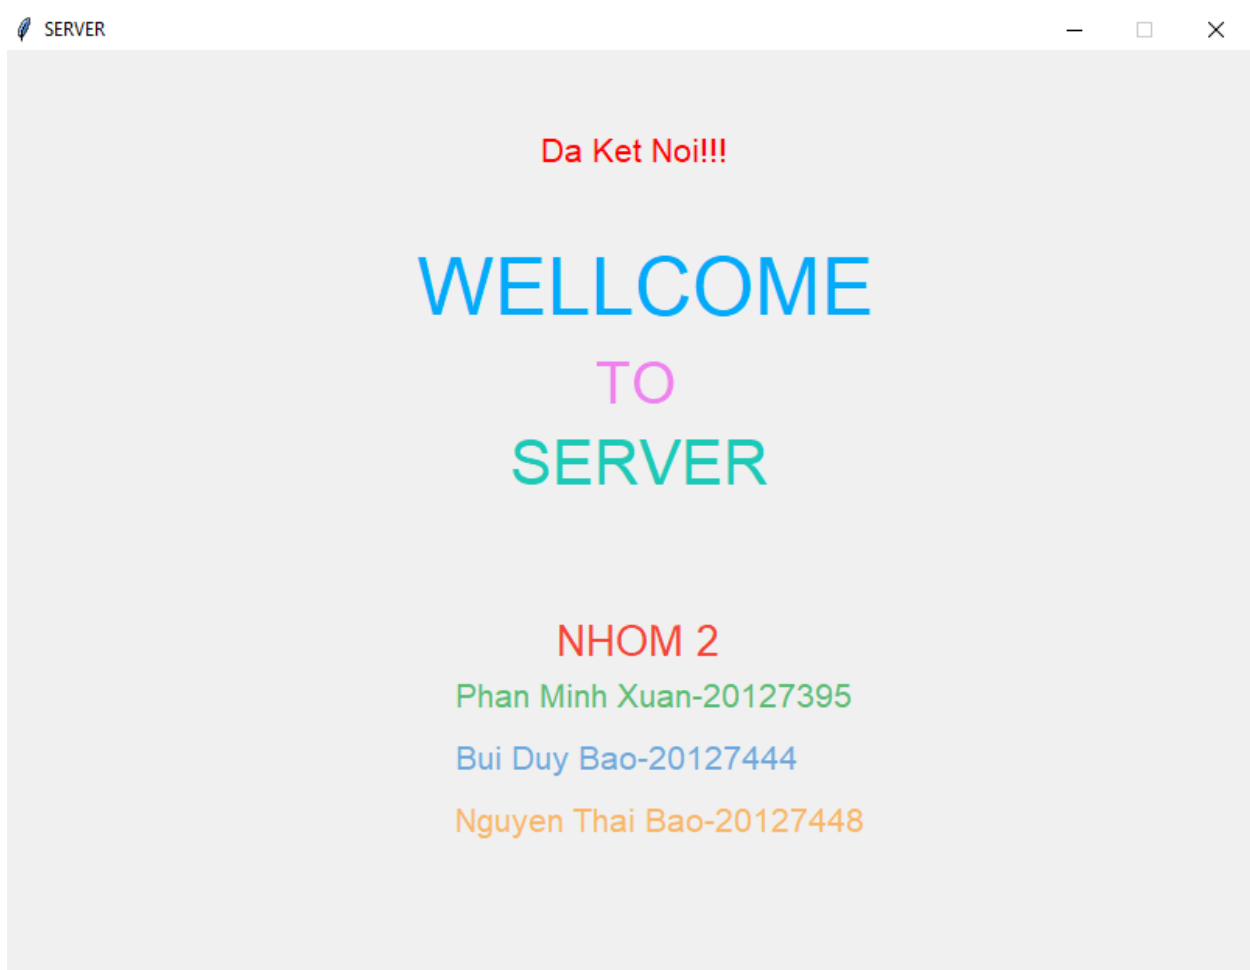 SERVER
Da Ket Noi!!!
WELLCOME
TO
SERVER
NHOM 2
Phan Minh Xuan-20127395
Bui Duy Bao-20127444
Nguyen Thai Bao-20127448